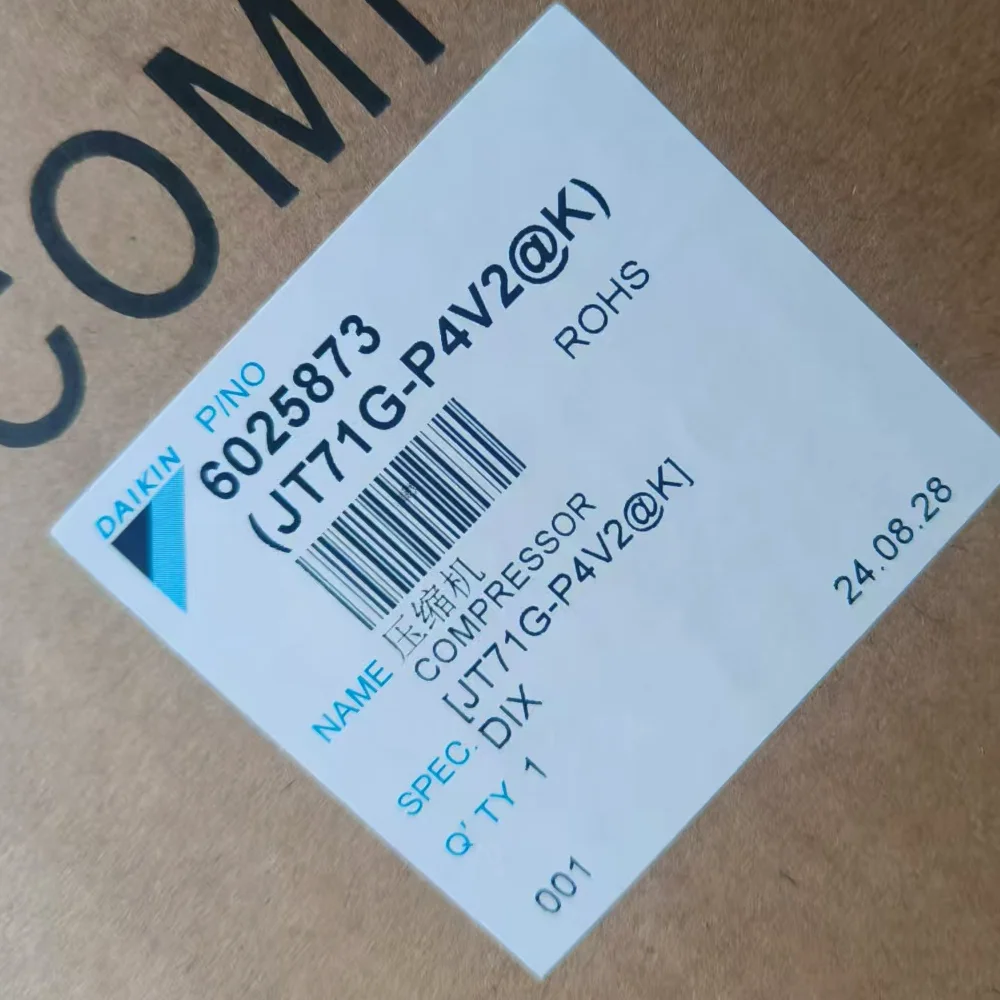 COM
DAIKIN
P/NO
6025873
(JT71G-P4V2@K)
ROHS
NAME 压缩机
COMPRESSOR
[JT71G-P4V2@K]
SPEC. DIX
Q'TY 1
24.08.28
001